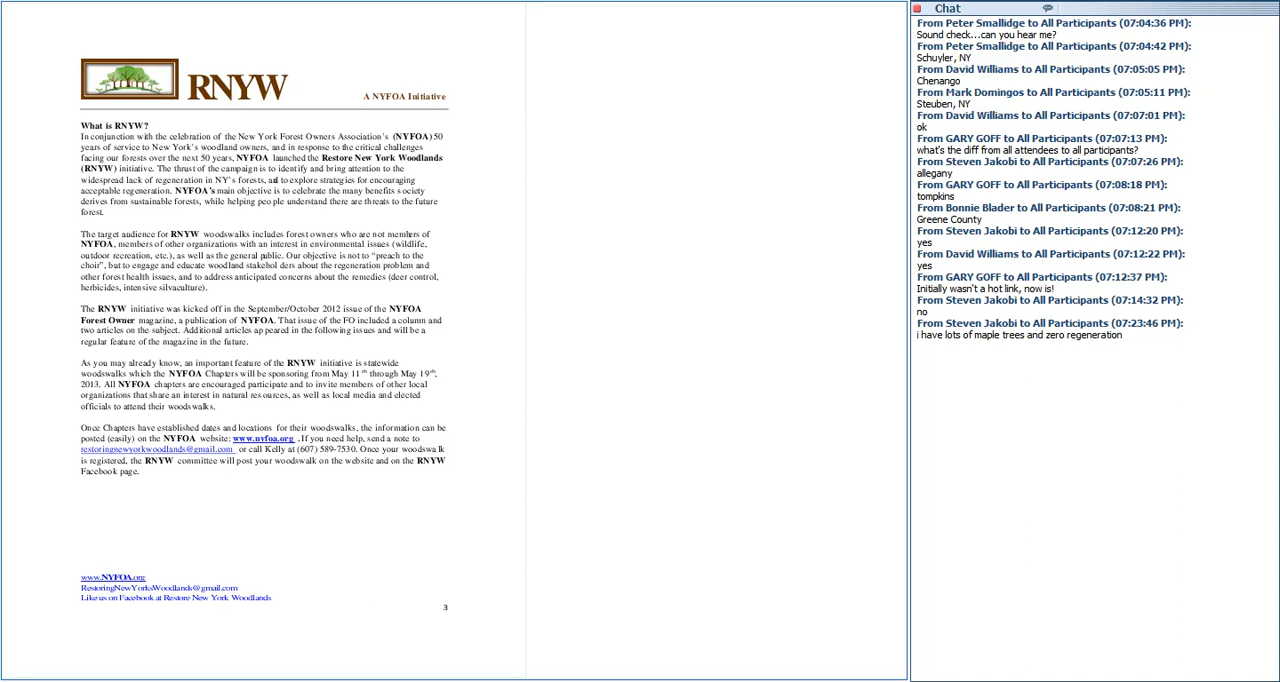 RNYW
A NYFOA Initiative
What is RNYW?
In conjunction with the celebration of the New York Forest Owners Association's (NYFOA) 50
years of service to New York's woodland owners, and in response to the critical challenges
facing our forests over the next 50 years, NYFOA launched the Restore New York Woodlands
(RNYW) initiative. The thrust of the campaign is to identify and bring attention to the
widespread lack of regeneration in NY's forests, and to explore strategies for encouraging
acceptable regeneration. NYFOA's main objective is to celebrate the many benefits society
derives from sustainable forests, while helping people understand there are threats to the future
forest.
The target audience for RNYW woodswalks includes forest owners who are not members of
NYFOA, members of other organizations with an interest in environmental issues (wildlife,
outdoor recreation, etc.), as well as the general public. Our objective is not to "preach to the
choir", but to engage and educate woodland stakehol ders about the regeneration problem and
other forest health issues, and to address anticipated concerns about the remedies (deer control,
herbicides, intensive silvaculture).
The RNYW initiative was kicked off in the September/October 2012 issue of the NYFOA
Forest Owner magazine, a publication of NYFOA. That issue of the FO included a column and
two articles on the subject. Additional articles appeared in the following issues and will be a
regular feature of the magazine in the future.
As you may already know, an important feature of the RNYW initiative is statewide
woodswalks which the NYFOA Chapters will be sponsoring from May 11th through May 19th,
2013. All NYFOA chapters are encouraged participate and to invite members of other local
organizations that share an interest in natural resources, as well as local media and elected
officials to attend their woodswalks.
Once Chapters have established dates and locations for their woodswalks, the information can be
posted (easily) on the NYFOA website: www.nyfoa.org . If you need help, send a note to
restoringnewyorkwoodlands@gmail.com or call Kelly at (607) 589-7530. Once your woodswalk
is registered, the RNYW committee will post your woodswalk on the website and on the RNYW
Facebook page.
www.NYFOA.org
RestoringNewYorksWoodlands@gmail.com
Like us on Facebook at Restore New York Woodlands
3
Chat
From Peter Smallidge to All Participants (07:04:36 PM):
Sound check...can you hear me?
From Peter Smallidge to All Participants (07:04:42 PM):
Schuyler, NY
From David Williams to All Participants (07:05:05 PM):
Chenango
From Mark Domingos to All Participants (07:05:11 PM):
Steuben, NY
From David Williams to All Participants (07:07:01 PM):
ok
From GARY GOFF to All Participants (07:07:13 PM):
what's the diff from all attendees to all participants?
From Steven Jakobi to All Participants (07:07:26 PM):
allegany
From GARY GOFF to All Participants (07:08:18 PM):
tompkins
From Bonnie Blader to All Participants (07:08:21 PM):
Greene County
From Steven Jakobi to All Participants (07:12:20 PM):
yes
From David Williams to All Participants (07:12:22 PM):
yes
From GARY GOFF to All Participants (07:12:37 PM):
Initially wasn't a hot link, now is!
From Steven Jakobi to All Participants (07:14:32 PM):
no
From Steven Jakobi to All Participants (07:23:46 PM):
i have lots of maple trees and zero regeneration